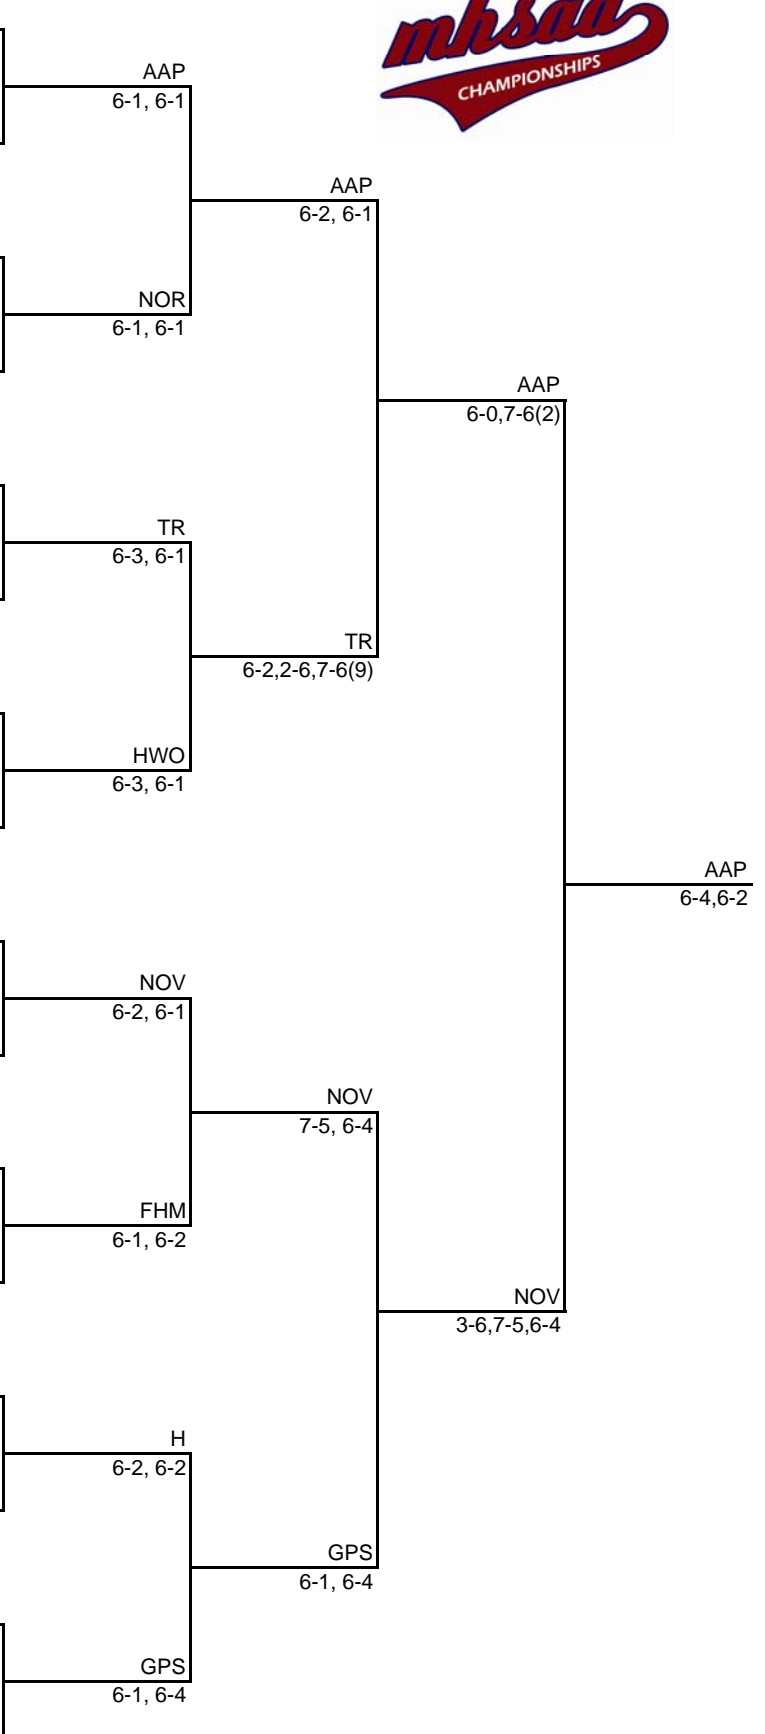 mhsaa
CHAMPIONSHIPS
AAP
6-1, 6-1
AAP
6-2, 6-1
NOR
6-1, 6-1
AAP
6-0,7-6(2)
TR
6-3, 6-1
TR
6-2,2-6,7-6(9)
HWO
6-3, 6-1
AAP
6-4,6-2
NOV
6-2, 6-1
NOV
7-5, 6-4
FHM
6-1, 6-2
NOV
3-6,7-5,6-4
H
6-2, 6-2
GPS
6-1, 6-4
GPS
6-1, 6-4